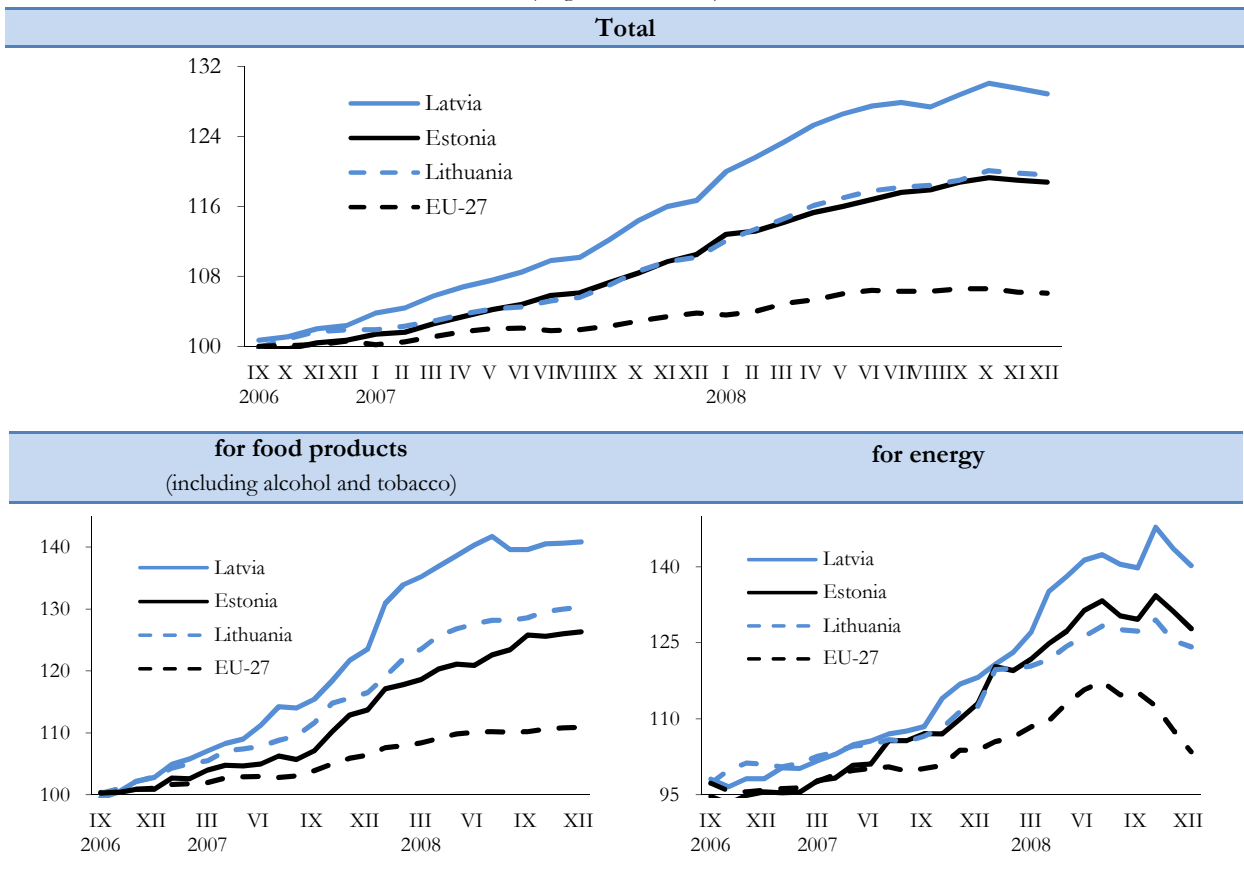 Total
132
124
116
108
100
Latvia
Estonia
Lithuania
EU-27
IX X XI XII I II III IV V VI VII VIII IX X XI XII I II III IV V VI VII VIII IX X XI XII
2006 2007 2008
for food products
(including alcohol and tobacco)
140
130
120
110
100
Latvia
Estonia
Lithuania
EU-27
IX XII III VI IX XII III VI IX XII
2006 2007 2008
for energy
140
125
110
95
Latvia
Estonia
Lithuania
EU-27
IX XII III VI IX XII III VI IX XII
2006 2007 2008